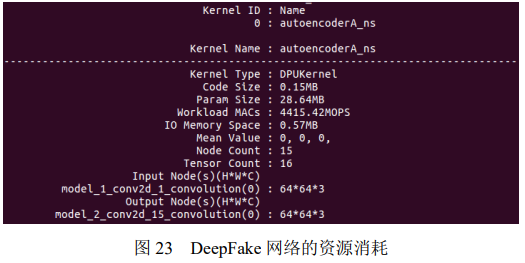 Kernel ID : Name
0 : autoencoderA_ns
Kernel Name : autoencoderA_ns
--------------------------------------------------------------------------------
Kernel Type : DPUKernel
Code Size : 0.15MB
Param Size : 28.64MB
Workload MACs : 4415.42MOPS
IO Memory Space : 0.57MB
Mean Value : 0, 0, 0,
Node Count : 15
Tensor Count : 16
Input Node(s)(H*W*C)
model_1_conv2d_1_convolution(0) : 64*64*3
Output Node(s)(H*W*C)
model_2_conv2d_15_convolution(0) : 64*64*3
图 23 DeepFake 网络的资源消耗